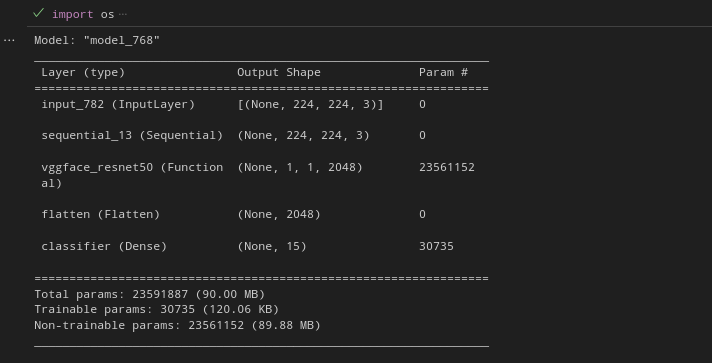 import os ...
...
Model: "model_768"
Layer (type) Output Shape Param #
=================================================================
input_782 (InputLayer) [(None, 224, 224, 3)] 0
sequential_13 (Sequential) (None, 224, 224, 3) 0
vggface_resnet50 (Function (None, 1, 1, 2048) 23561152
al)
flatten (Flatten) (None, 2048) 0
classifier (Dense) (None, 15) 30735
=================================================================
Total params: 23591887 (90.00 MB)
Trainable params: 30735 (120.06 KB)
Non-trainable params: 23561152 (89.88 MB)